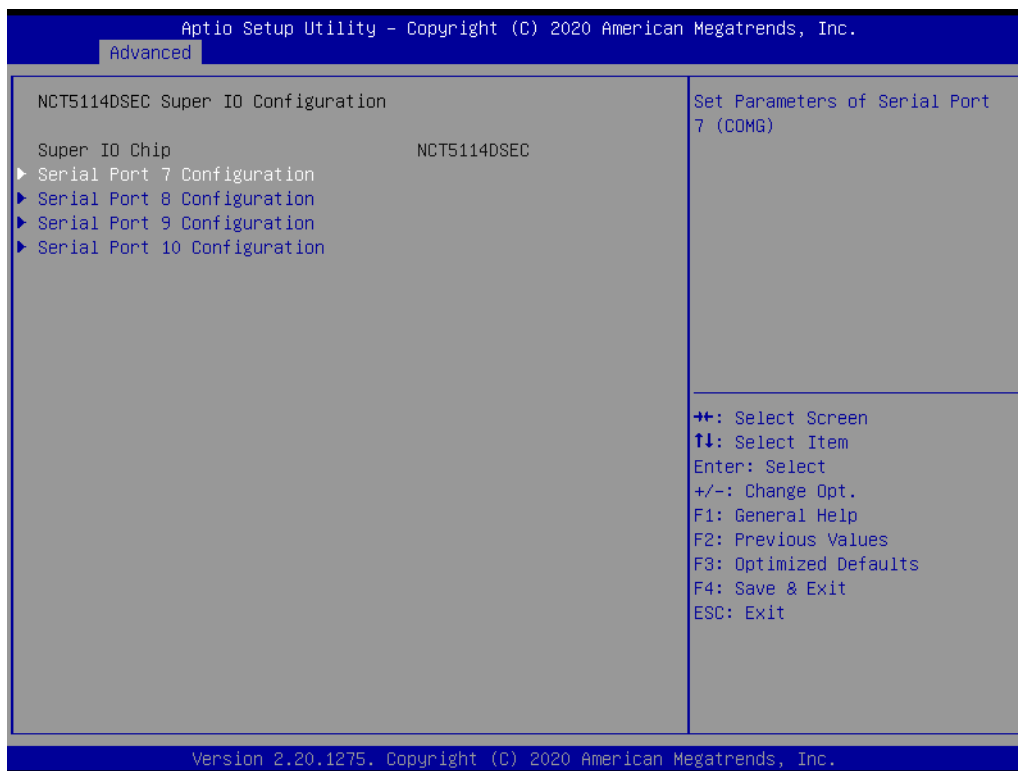 Aptio Setup Utility – Copyright (C) 2020 American Megatrends, Inc.
Advanced
NCT5114DSEC Super IO Configuration
Super IO Chip NCT5114DSEC
▶ Serial Port 7 Configuration
▶ Serial Port 8 Configuration
▶ Serial Port 9 Configuration
▶ Serial Port 10 Configuration
Set Parameters of Serial Port
7 (COMG)
→←: Select Screen
↑↓: Select Item
Enter: Select
+/-: Change Opt.
F1: General Help
F2: Previous Values
F3: Optimized Defaults
F4: Save & Exit
ESC: Exit
Version 2.20.1275. Copyright (C) 2020 American Megatrends, Inc.